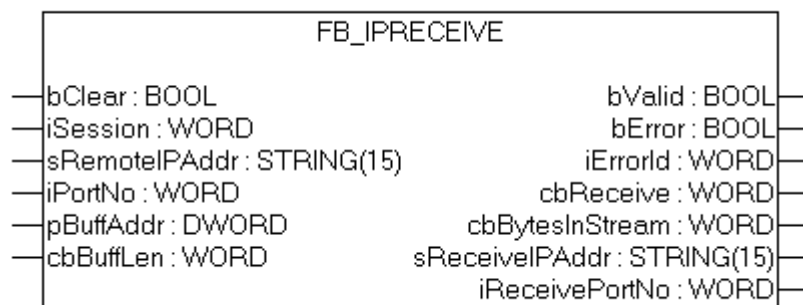 FB_IPRECEIVE
bClear : BOOL bValid : BOOL
iSession : WORD bError : BOOL
sRemoteIPAddr : STRING(15) iErrorId : WORD
iPortNo : WORD cbReceive : WORD
pBuffAddr : DWORD cbBytesInStream : WORD
cbBuffLen : WORD sReceiveIPAddr : STRING(15)
iReceivePortNo : WORD